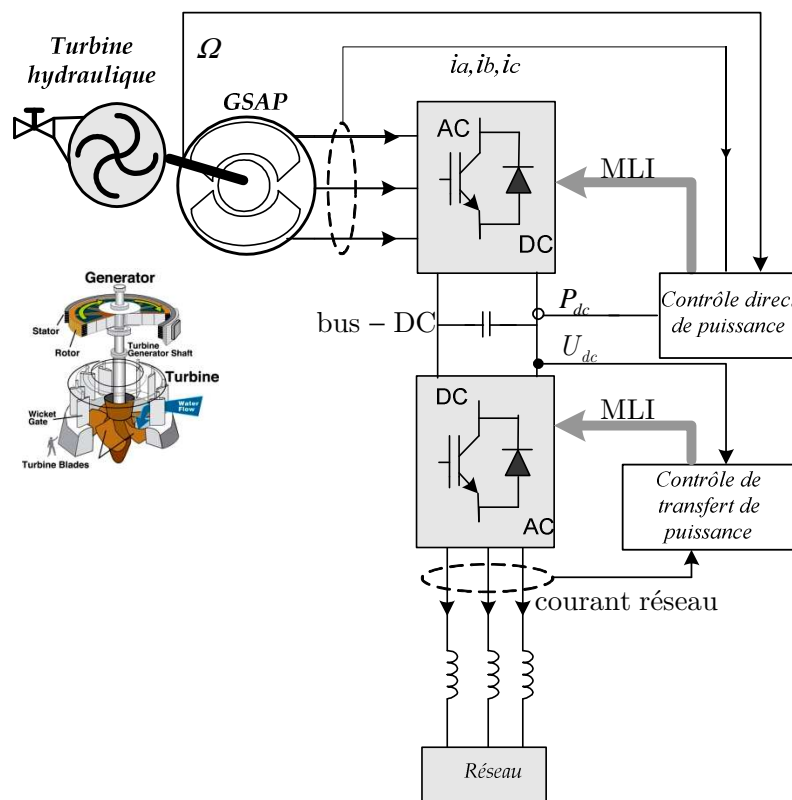 Turbine
hydraulique
Ω
GSAP
ia,ib,ic
AC
DC
MLI
Contrôle direc
de puissance
bus – DC
P_dc
U_dc
Generator
Stator
Rotor
Turbine
Generator Shaft
Turbine
Wicket
Gate
Water
Flow
Turbine Blades
DC
AC
MLI
Contrôle de
transfert de
puissance
courant réseau
Réseau